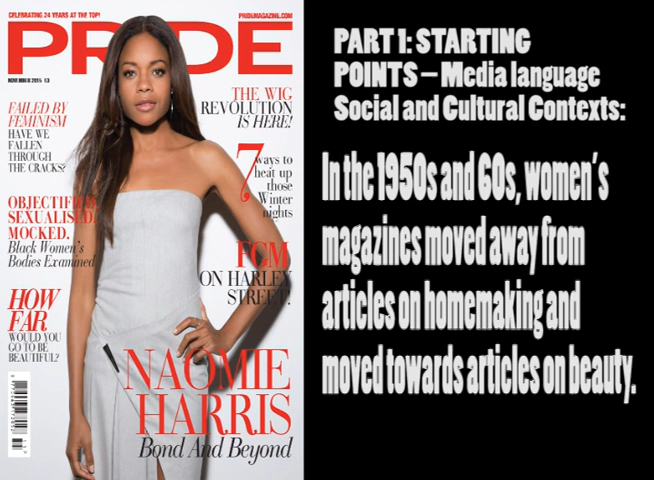 CELEBRATING 24 YEARS AT THE TOP!
PRIDEMAGAZINE.COM
PRIDE
NOVEMBER 2015
FAILED BY
FEMINISM
HAVE WE
FALLEN
THROUGH
THE CRACKS?
OBJECTIFIED.
SEXUALISED.
MOCKED.
Black Women's
Bodies Examined
HOW
FAR
WOULD YOU
GO TO BE
BEAUTIFUL?
THE WIG
REVOLUTION
IS HERE!
7 ways to
heat up
those
Winter
nights
FGM
ON HARLEY
STREET!
NAOMIE
HARRIS
Bond And Beyond
PART 1: STARTING
POINTS – Media language
Social and Cultural Contexts:
In the 1950s and 60s, women's
magazines moved away from
articles on homemaking and
moved towards articles on beauty.